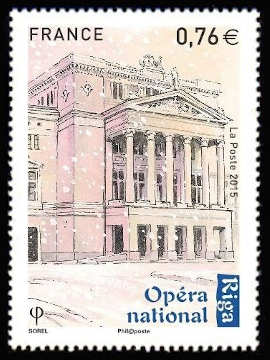 FRANCE 0,76 €
La Poste 2015
Opéra
national
Riga
SOREL
Phil@poste